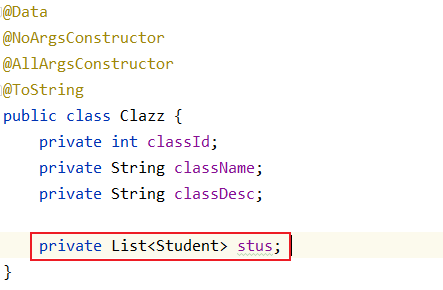 @Data
@NoArgsConstructor
@AllArgsConstructor
@ToString
public class Clazz {
    private int classId;
    private String className;
    private String classDesc;
    private List<Student> stus;
}